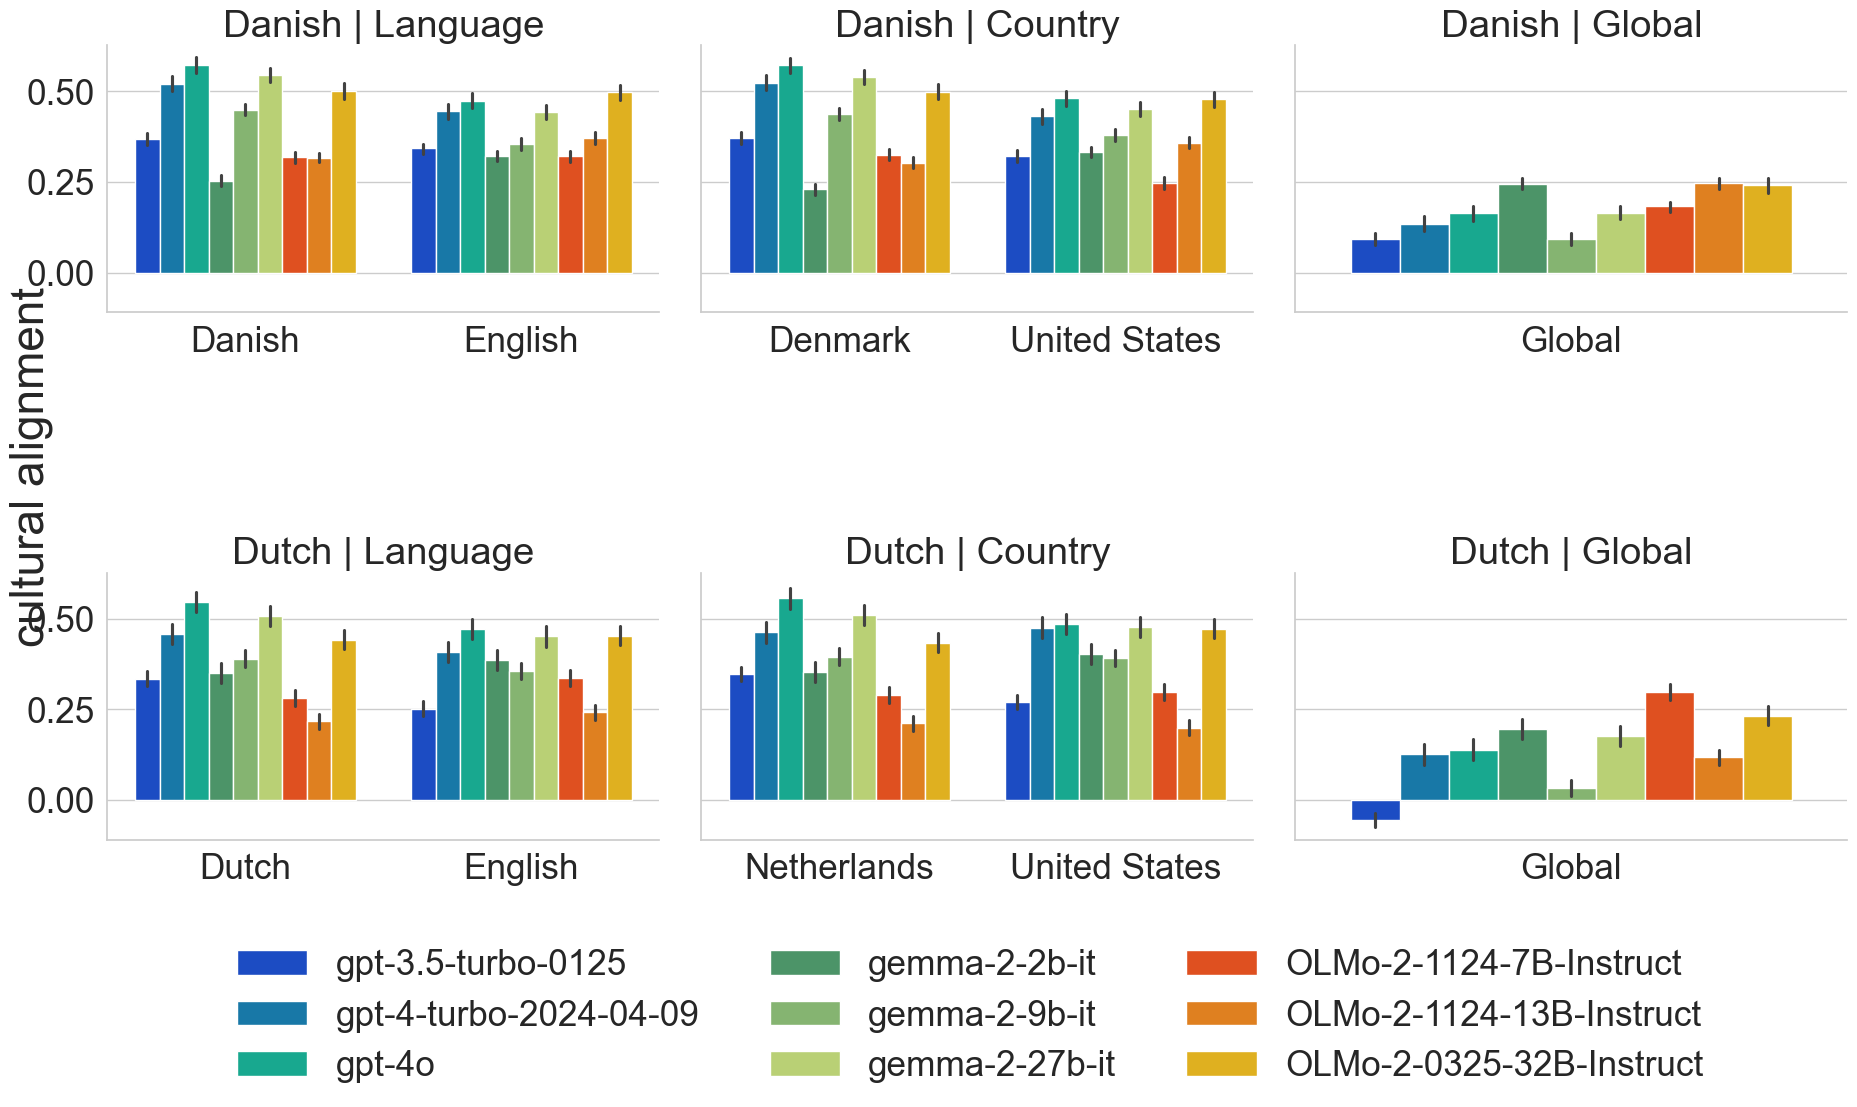 Danish | Language
Danish | Country
Danish | Global
0.50
0.25
0.00
Danish
English
Denmark
United States
Global
cultural alignment
Dutch | Language
Dutch | Country
Dutch | Global
0.50
0.25
0.00
Dutch
English
Netherlands
United States
Global
gpt-3.5-turbo-0125
gpt-4-turbo-2024-04-09
gpt-4o
gemma-2-2b-it
gemma-2-9b-it
gemma-2-27b-it
OLMo-2-1124-7B-Instruct
OLMo-2-1124-13B-Instruct
OLMo-2-0325-32B-Instruct